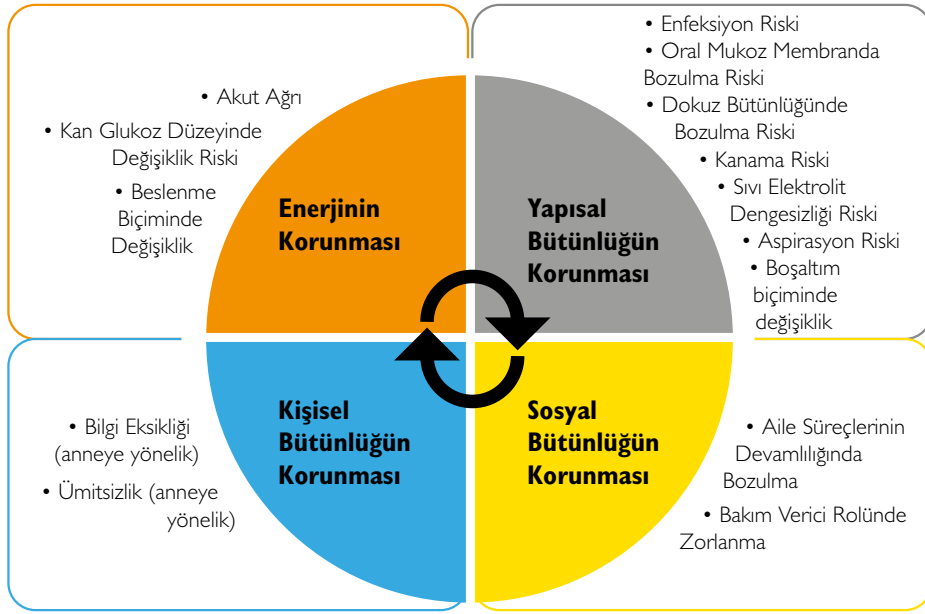 • Akut Ağrı
• Kan Glukoz Düzeyinde
Değişiklik Riski
• Beslenme
Biçiminde
Değişiklik
Enerjinin
Korunması
• Enfeksiyon Riski
• Oral Mukoz Membranda
Bozulma Riski
• Dokuz Bütünlüğünde
Bozulma Riski
• Kanama Riski
• Sıvı Elektrolit
Dengesizliği Riski
• Aspirasyon Riski
• Boşaltım
biçiminde
değişiklik
Yapısal
Bütünlüğün
Korunması
• Bilgi Eksikliği
(anneye yönelik)
• Ümitsizlik (anneye
yönelik)
Kişisel
Bütünlüğün
Korunması
Sosyal
Bütünlüğün
Korunması
• Aile Süreçlerinin
Devamlılığında
Bozulma
• Bakım Verici Rolünde
Zorlanma